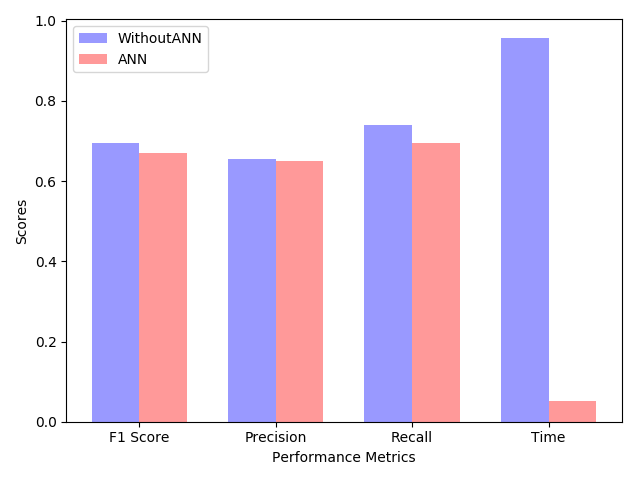 WithoutANN
ANN
1.0
0.8
0.6
0.4
0.2
0.0
Scores
F1 Score Precision Recall Time
Performance Metrics